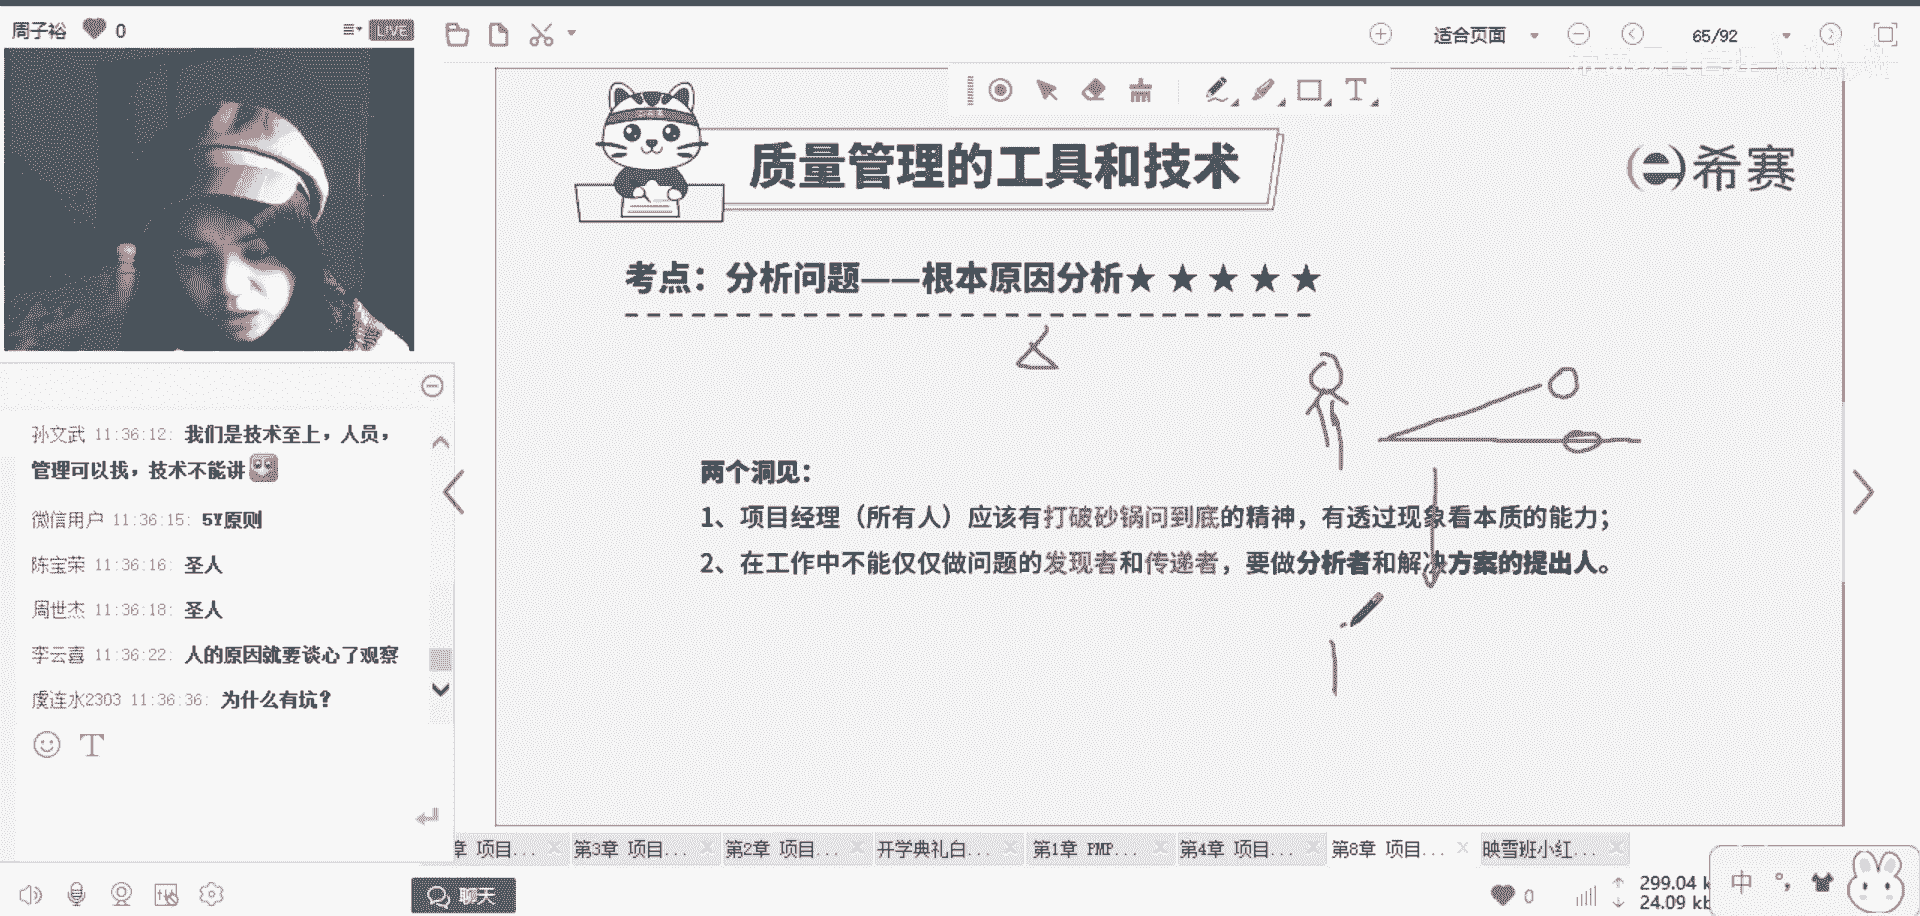 周子裕 0
LIVE
适合页面
65/92
质量管理的工具和技术
希赛
考点：分析问题——根本原因分析★★★★★
两个洞见：
1、项目经理（所有人）应该有打破砂锅问到底的精神，有透过现象看本质的能力；
2、在工作中不能仅仅做问题的发现者和传递者，要做分析者和解决方案的提出人。
孙文武 11:36:12: 我们是技术至上，人员，
管理可以找，技术不能讲
微信用户 11:36:15: 5Y原则
陈宝荣 11:36:16: 圣人
周世杰 11:36:18: 圣人
李云喜 11:36:22: 人的原因就要谈心了观察
虞连水2303 11:36:36: 为什么有坑？
章 项目... 第3章 项目... 第2章 项目... 开学典礼白... 第1章 PMP... 第4章 项目... 第8章 项目... 映雪班小红...
聊天
0
299.04 k
24.09 kb
中